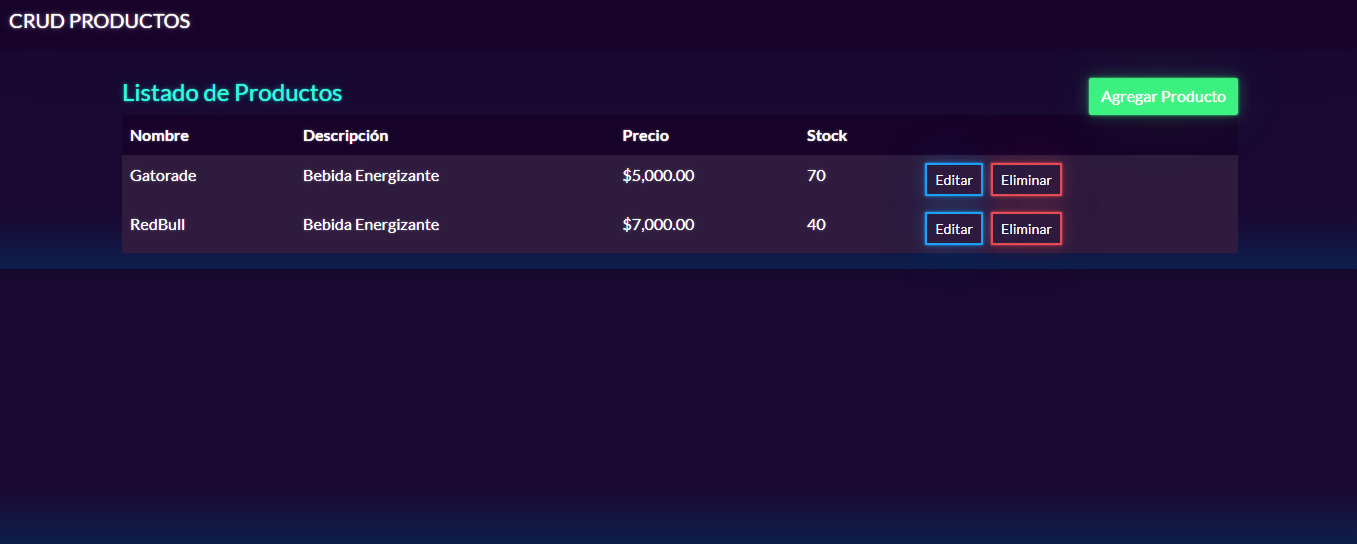 CRUD PRODUCTOS
Listado de Productos
Agregar Producto
Nombre Descripción Precio Stock
Gatorade Bebida Energizante $5,000.00 70 Editar Eliminar
RedBull Bebida Energizante $7,000.00 40 Editar Eliminar